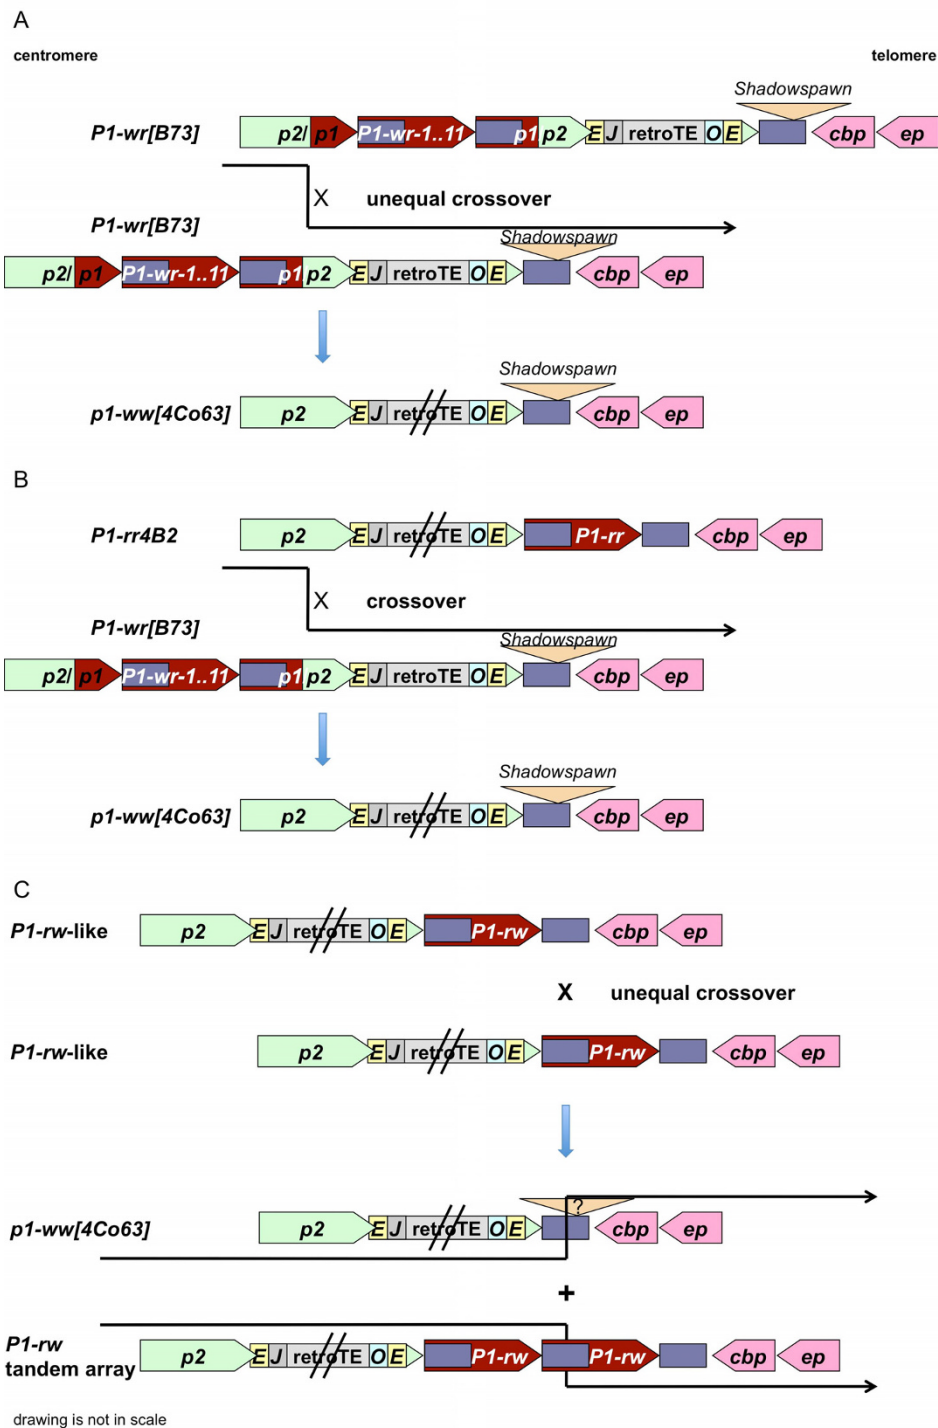 A
centromere telomere
Shadowspawn
P1-wr[B73] p2/ p1 P1-wr-1..11 p1 p2 E J retroTE O E cbp ep
X unequal crossover
P1-wr[B73] Shadowspawn
p2/ p1 P1-wr-1..11 p1 p2 E J retroTE O E cbp ep
Shadowspawn
p1-ww[4Co63] p2 E J retroTE O E cbp ep
B
P1-rr4B2 p2 E J retroTE O E P1-rr cbp ep
X crossover
P1-wr[B73] Shadowspawn
p2/ p1 P1-wr-1..11 p1 p2 E J retroTE O E cbp ep
Shadowspawn
p1-ww[4Co63] p2 E J retroTE O E cbp ep
C
P1-rw-like p2 E J retroTE O E P1-rw cbp ep
X unequal crossover
P1-rw-like p2 E J retroTE O E P1-rw cbp ep
?
p1-ww[4Co63] p2 E J retroTE O E cbp ep
+
P1-rw
tandem array p2 E J retroTE O E P1-rw P1-rw cbp ep
drawing is not in scale